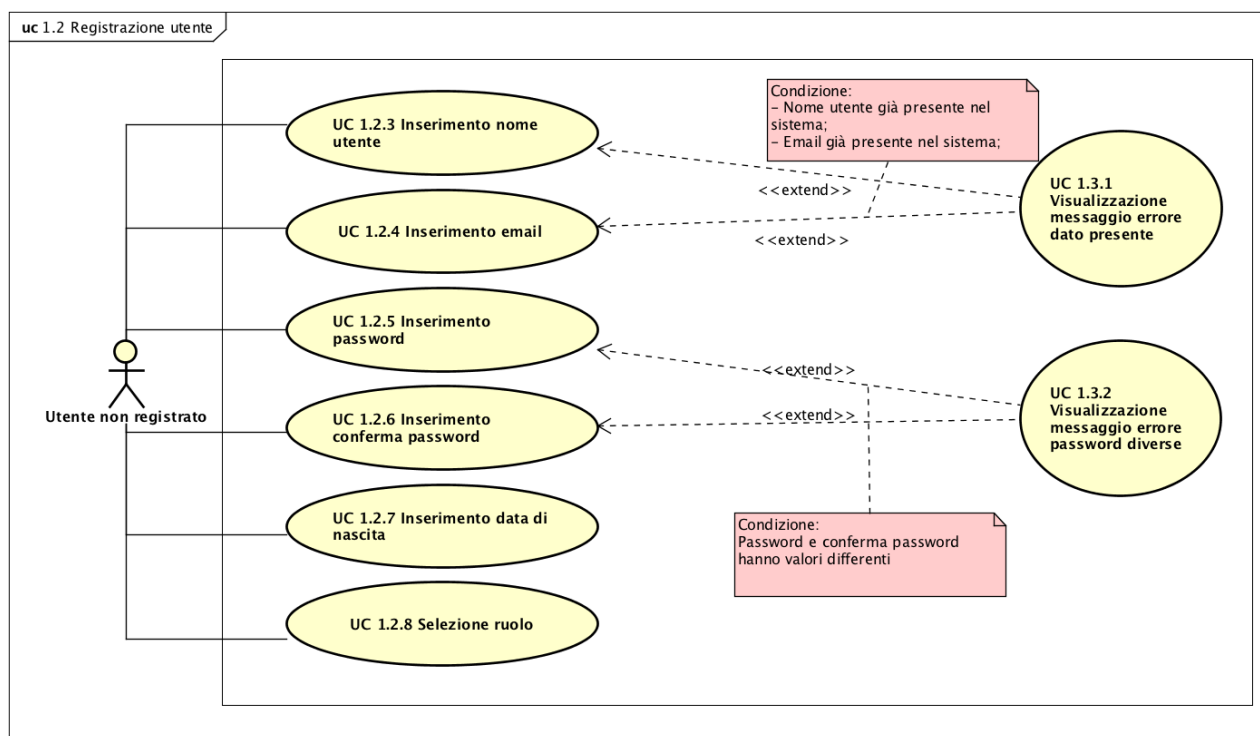 uc 1.2 Registrazione utente
Condizione:
- Nome utente già presente nel
sistema;
- Email già presente nel sistema;
UC 1.2.3 Inserimento nome
utente
<<extend>>
UC 1.3.1
Visualizzazione
messaggio errore
dato presente
UC 1.2.4 Inserimento email
<<extend>>
UC 1.2.5 Inserimento
password
<<extend>>
UC 1.3.2
Visualizzazione
messaggio errore
password diverse
Utente non registrato
UC 1.2.6 Inserimento
conferma password
<<extend>>
UC 1.2.7 Inserimento data di
nascita
Condizione:
Password e conferma password
hanno valori differenti
UC 1.2.8 Selezione ruolo